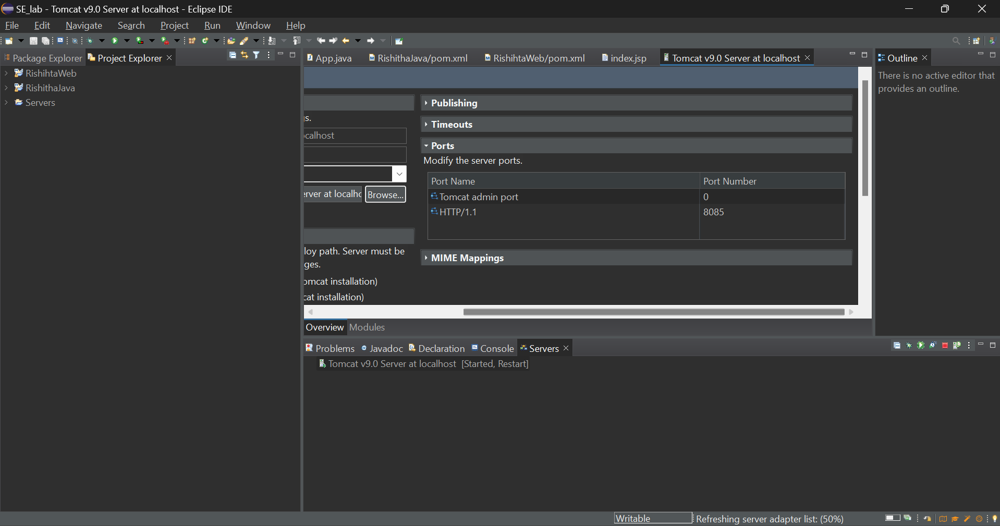 SE_lab - Tomcat v9.0 Server at localhost - Eclipse IDE
File Edit Navigate Search Project Run Window Help
Package Explorer Project Explorer
RishihtaWeb
RishithaJava
Servers
App.java RishithaJava/pom.xml RishihtaWeb/pom.xml index.jsp Tomcat v9.0 Server at localhost
s.
calhost
erver at localho Browse...
loy path. Server must be
ges.
omcat installation)
cat installation)
Publishing
Timeouts
Ports
Modify the server ports.
Port Name Port Number
Tomcat admin port 0
HTTP/1.1 8085
MIME Mappings
Overview Modules
Outline
There is no active editor that
provides an outline.
Problems Javadoc Declaration Console Servers
Tomcat v9.0 Server at localhost [Started, Restart]
Writable Refreshing server adapter list: (50%)